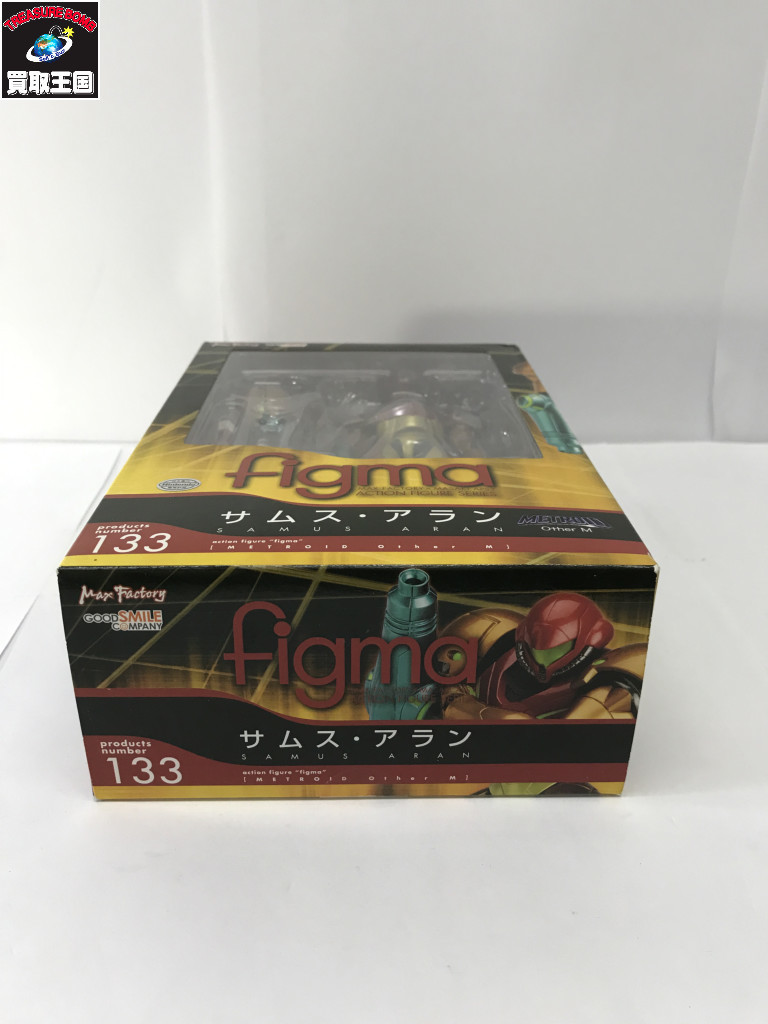 TREASURE BOMB
買取王国
figma
ACTION FIGURE SERIES
サムス・アラン
SAMUS ARAN
METROID
Other M
products
number
133
action figure "figma"
[METROID Other M]
Max Factory
GOOD SMILE
COMPANY
figma
サムス・アラン
SAMUS ARAN
products
number
133
action figure "figma"
[METROID Other M]